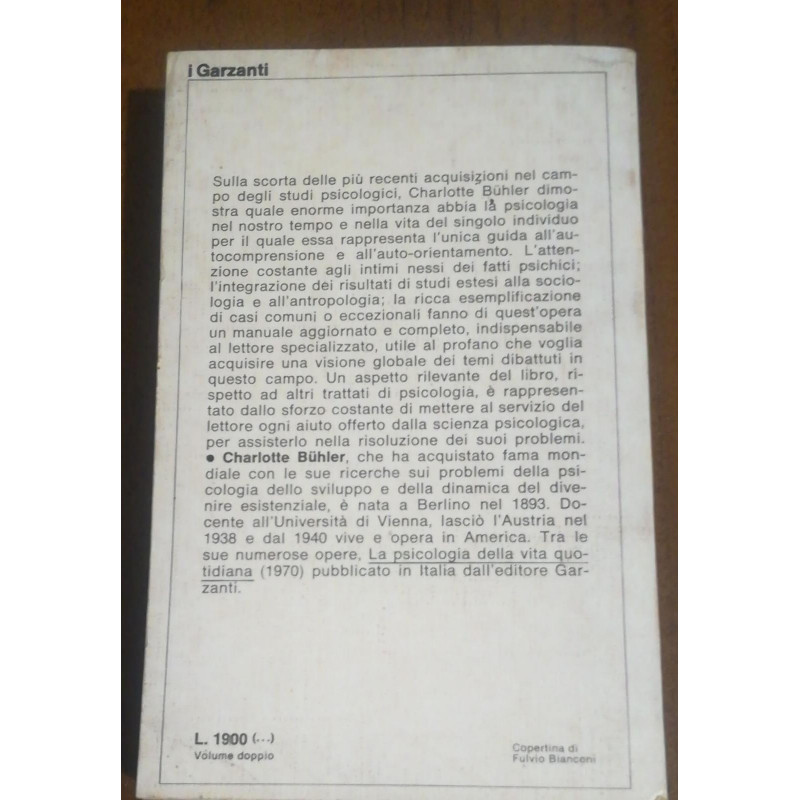 i Garzanti
Sulla scorta delle più recenti acquisizioni nel cam-
po degli studi psicologici, Charlotte Bühler dimo-
stra quale enorme importanza abbia la psicologia
nel nostro tempo e nella vita del singolo individuo
per il quale essa rappresenta l'unica guida all'au-
tocomprensione e all'auto-orientamento. L'atten-
zione costante agli intimi nessi dei fatti psichici;
l'integrazione dei risultati di studi estesi alla socio-
logia e all'antropologia; la ricca esemplificazione
di casi comuni o eccezionali fanno di quest'opera
un manuale aggiornato e completo, indispensabile
al lettore specializzato, utile al profano che voglia
acquisire una visione globale dei temi dibattuti in
questo campo. Un aspetto rilevante del libro, ri-
spetto ad altri trattati di psicologia, è rappresen-
tato dallo sforzo costante di mettere al servizio del
lettore ogni aiuto offerto dalla scienza psicologica,
per assisterlo nella risoluzione dei suoi problemi.
● Charlotte Bühler, che ha acquistato fama mon-
diale con le sue ricerche sui problemi della psi-
cologia dello sviluppo e della dinamica del dive-
nire esistenziale, è nata a Berlino nel 1893. Do-
cente all'Università di Vienna, lasciò l'Austria nel
1938 e dal 1940 vive e opera in America. Tra le
sue numerose opere, La psicologia della vita quo-
tidiana (1970) pubblicato in Italia dall'editore Gar-
zanti.
L. 1900 (...)
Volume doppio
Copertina di
Fulvio Bianconi